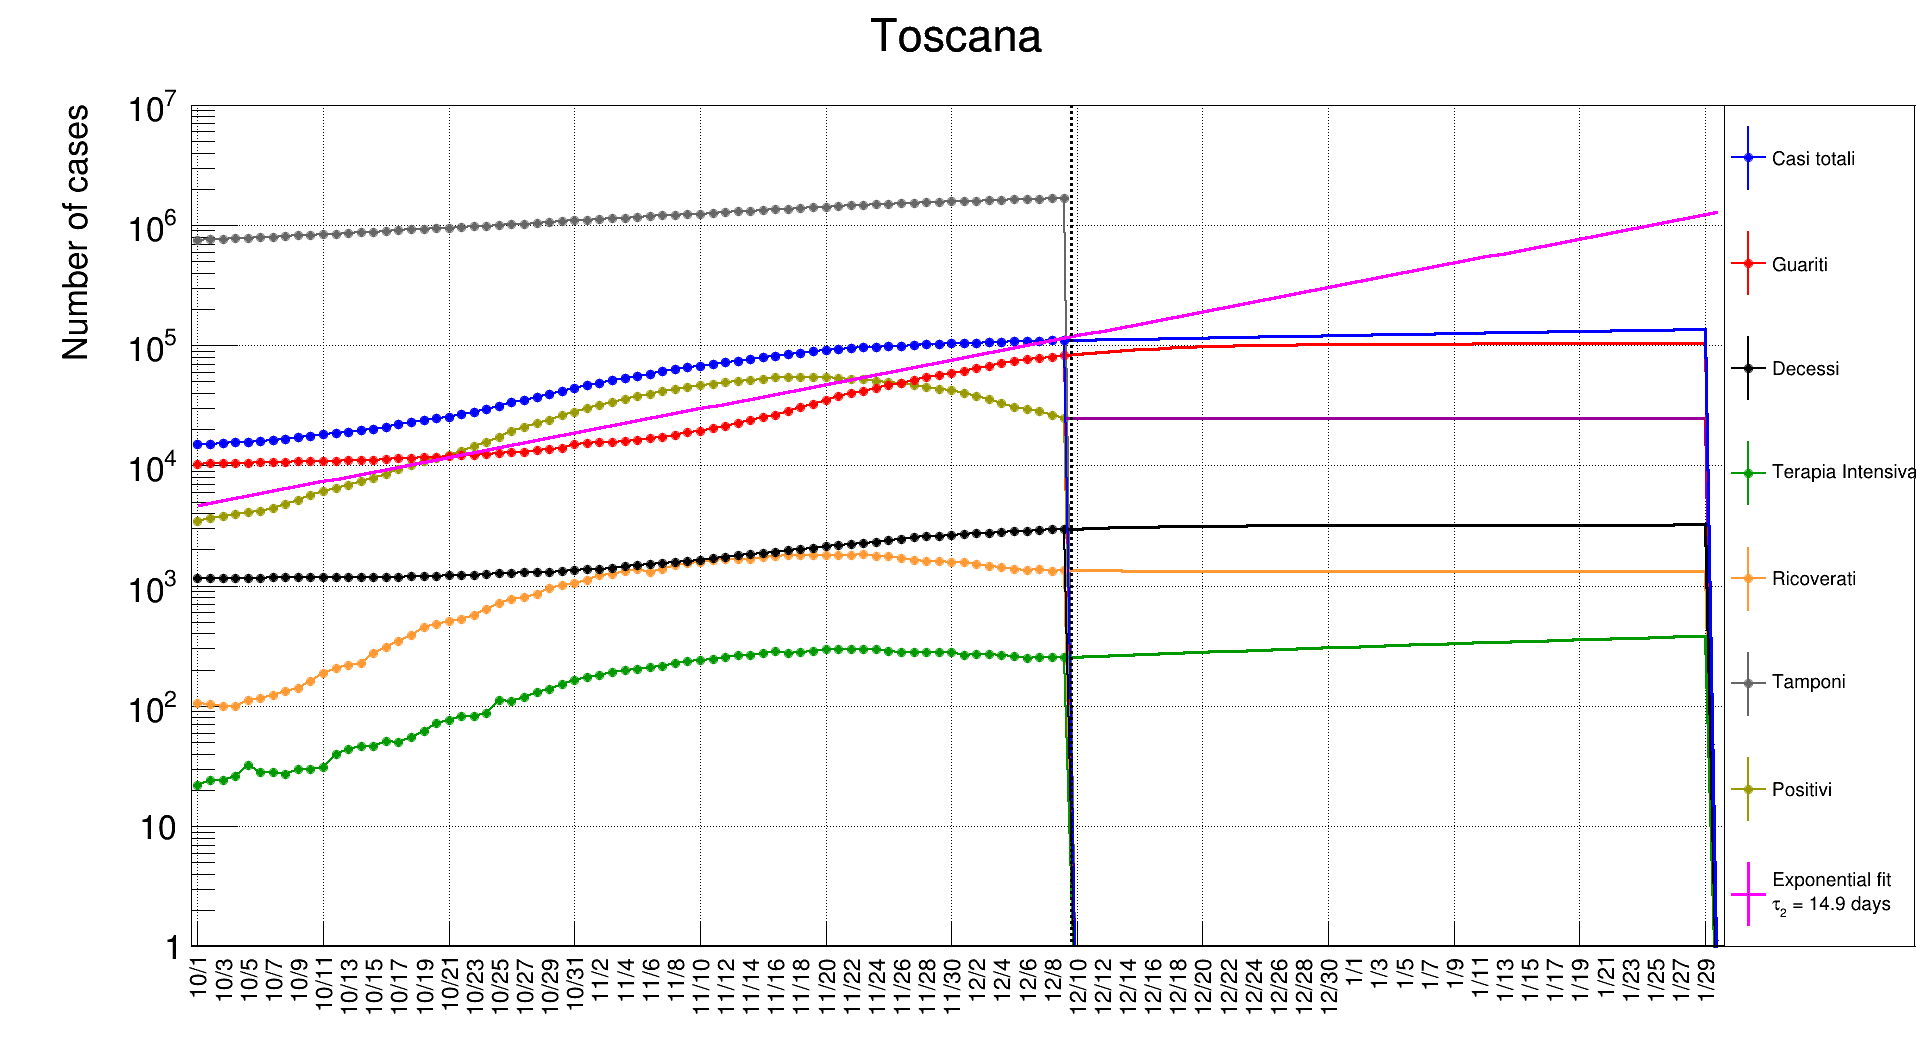 Toscana
Number of cases
10^7
10^6
10^5
10^4
10^3
10^2
10
1
10/1 10/3 10/5 10/7 10/9 10/11 10/13 10/15 10/17 10/19 10/21 10/23 10/25 10/27 10/29 10/31 11/2 11/4 11/6 11/8 11/10 11/12 11/14 11/16 11/18 11/20 11/22 11/24 11/26 11/28 11/30 12/2 12/4 12/6 12/8 12/10 12/12 12/14 12/16 12/18 12/20 12/22 12/24 12/26 12/28 12/30 1/1 1/3 1/5 1/7 1/9 1/11 1/13 1/15 1/17 1/19 1/21 1/23 1/25 1/27 1/29
Casi totali
Guariti
Decessi
Terapia Intensiva
Ricoverati
Tamponi
Positivi
Exponential fit
τ₂ = 14.9 days